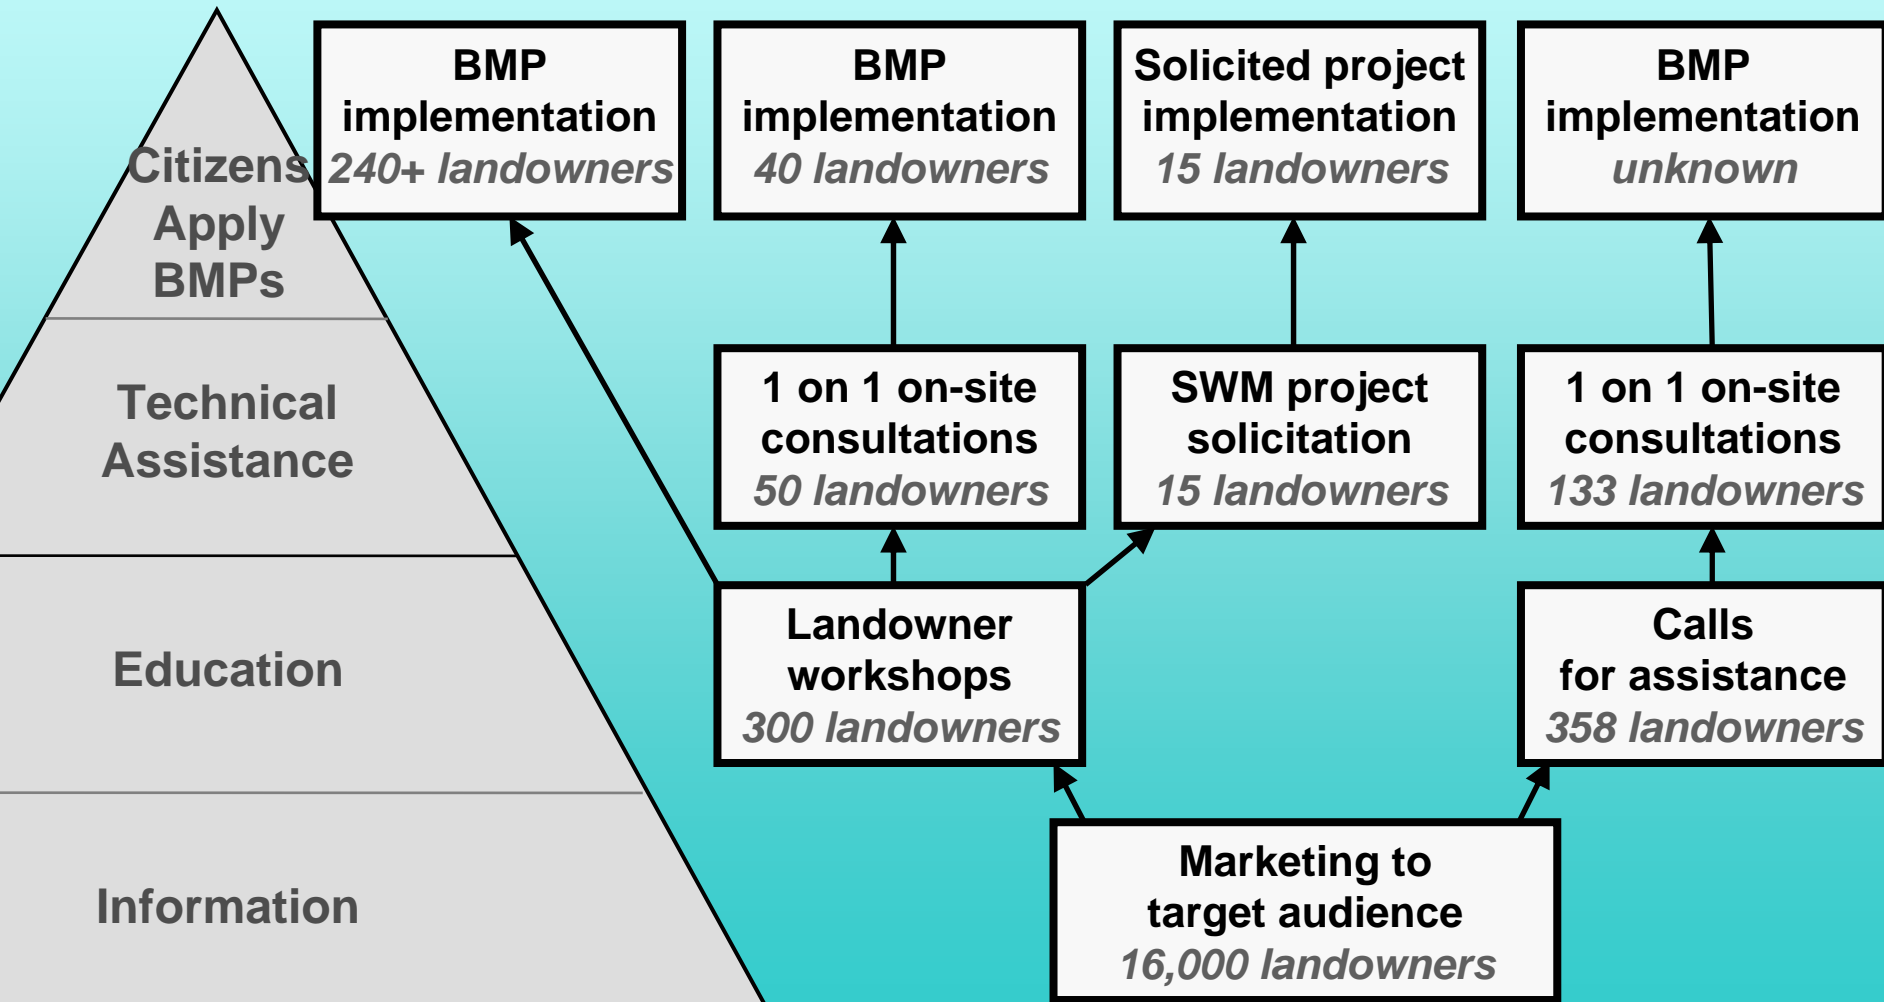 Citizens
Apply
BMPs
Technical
Assistance
Education
Information
BMP
implementation
240+ landowners
BMP
implementation
40 landowners
Solicited project
implementation
15 landowners
BMP
implementation
unknown
1 on 1 on-site
consultations
50 landowners
SWM project
solicitation
15 landowners
1 on 1 on-site
consultations
133 landowners
Landowner
workshops
300 landowners
Calls
for assistance
358 landowners
Marketing to
target audience
16,000 landowners